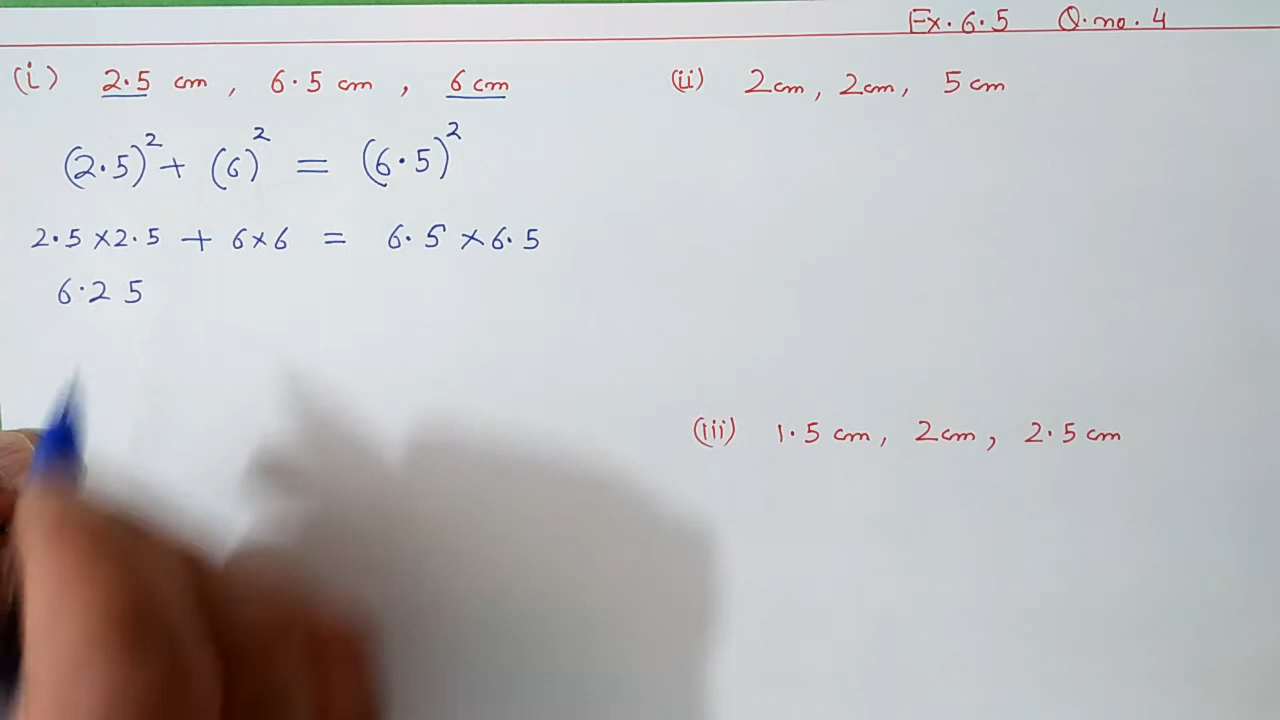 Ex. 6.5 Q. no. 4
(i) 2.5 cm , 6.5 cm , 6 cm
(2.5)² + (6)² = (6.5)²
2.5 × 2.5 + 6 × 6 = 6.5 × 6.5
6.25
(ii) 2cm, 2cm, 5 cm
(iii) 1.5 cm, 2cm, 2.5 cm